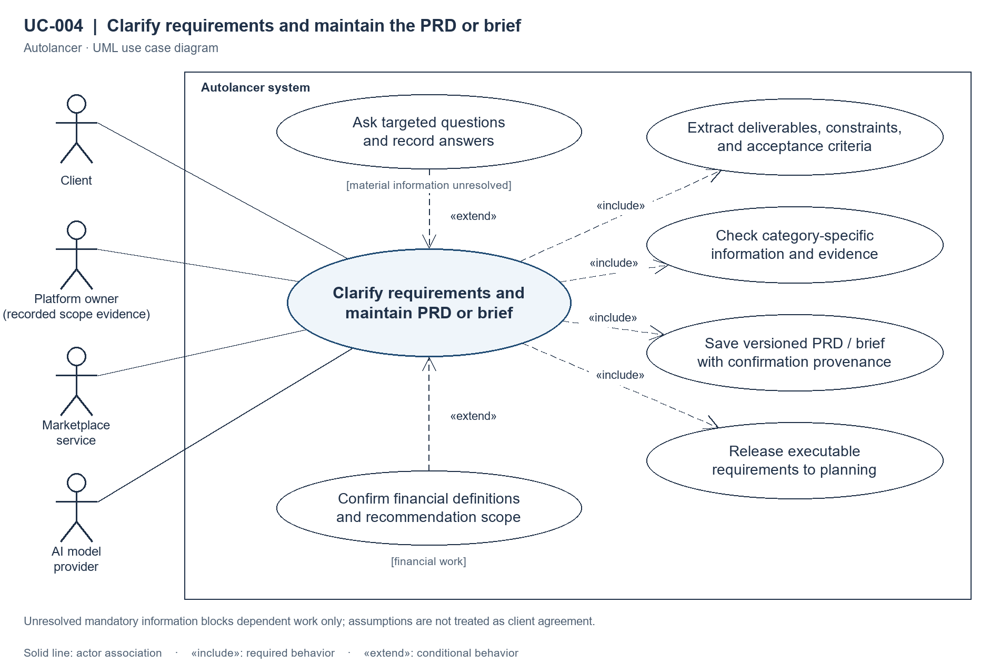 UC-004 | Clarify requirements and maintain the PRD or brief
Autolancer · UML use case diagram
Autolancer system
Client
Platform owner
(recorded scope evidence)
Marketplace
service
AI model
provider
Ask targeted questions
and record answers
[material information unresolved]
«extend»
Clarify requirements and
maintain PRD or brief
«extend»
Confirm financial definitions
and recommendation scope
[financial work]
«include»
Extract deliverables, constraints,
and acceptance criteria
«include»
Check category-specific
information and evidence
«include»
Save versioned PRD / brief
with confirmation provenance
«include»
Release executable
requirements to planning
Unresolved mandatory information blocks dependent work only; assumptions are not treated as client agreement.
Solid line: actor association · «include»: required behavior · «extend»: conditional behavior